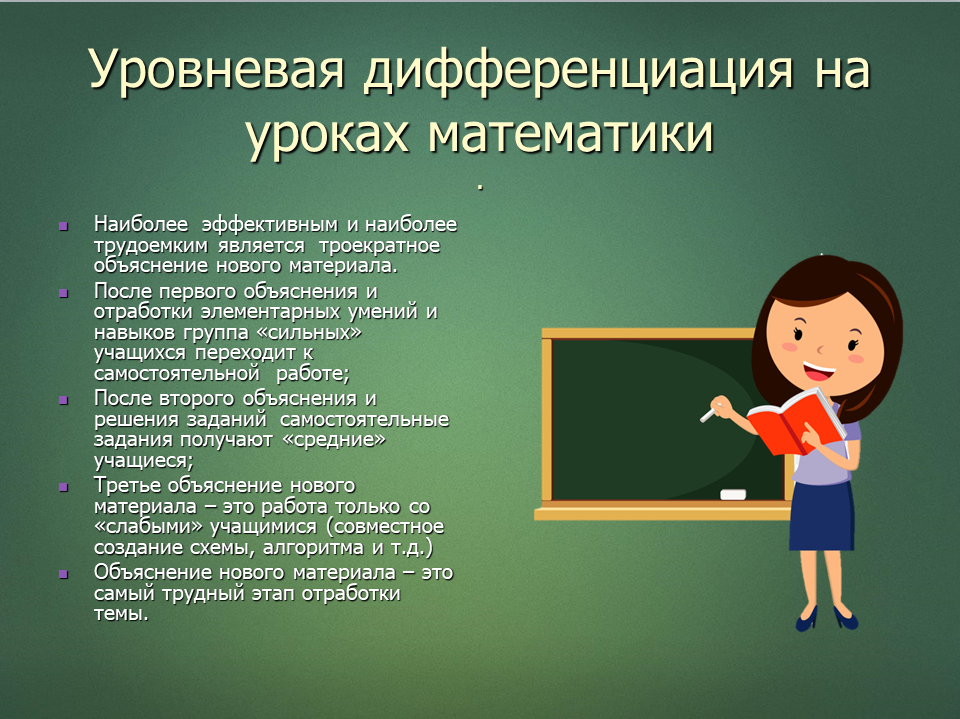 Уровневая дифференциация на
уроках математики
.
Наиболее эффективным и наиболее
трудоемким является троекратное
объяснение нового материала.
После первого объяснения и
отработки элементарных умений и
навыков группа «сильных»
учащихся переходит к
самостоятельной работе;
После второго объяснения и
решения заданий самостоятельные
задания получают «средние»
учащиеся;
Третье объяснение нового
материала – это работа только со
«слабыми» учащимися (совместное
создание схемы, алгоритма и т.д.)
Объяснение нового материала – это
самый трудный этап отработки
темы.